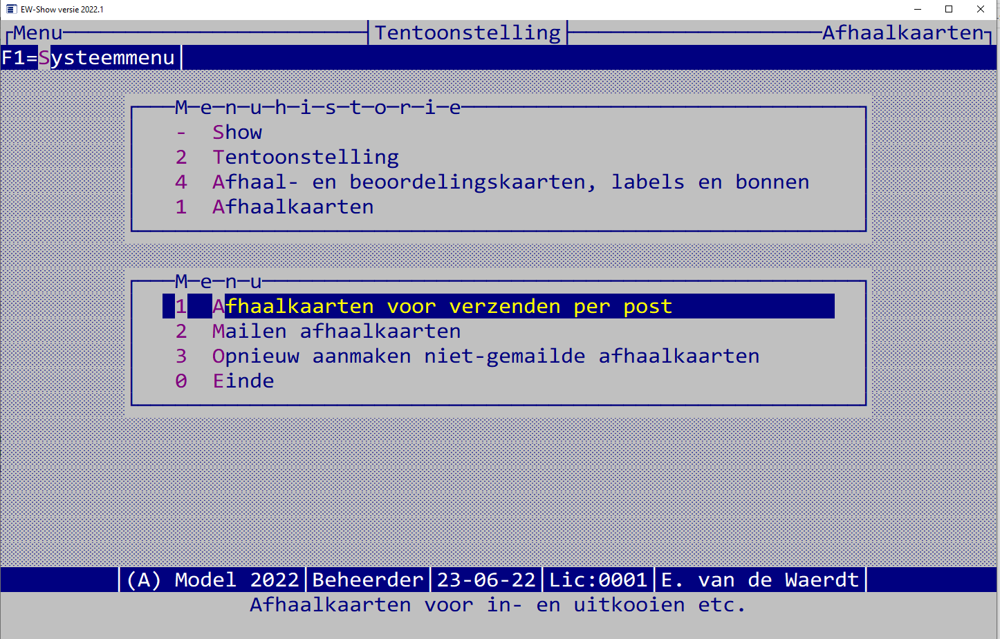 EW-Show versie 2022.1
Menu Tentoonstelling Afhaalkaarten
F1=Systeemmenu
M-e-n-u-h-i-s-t-o-r-i-e
- Show
2 Tentoonstelling
4 Afhaal- en beoordelingskaarten, labels en bonnen
1 Afhaalkaarten
M-e-n-u
1 Afhaalkaarten voor verzenden per post
2 Mailen afhaalkaarten
3 Opnieuw aanmaken niet-gemailde afhaalkaarten
0 Einde
(A) Model 2022|Beheerder|23-06-22|Lic:0001|E. van de Waerdt|
Afhaalkaarten voor in- en uitkooien etc.